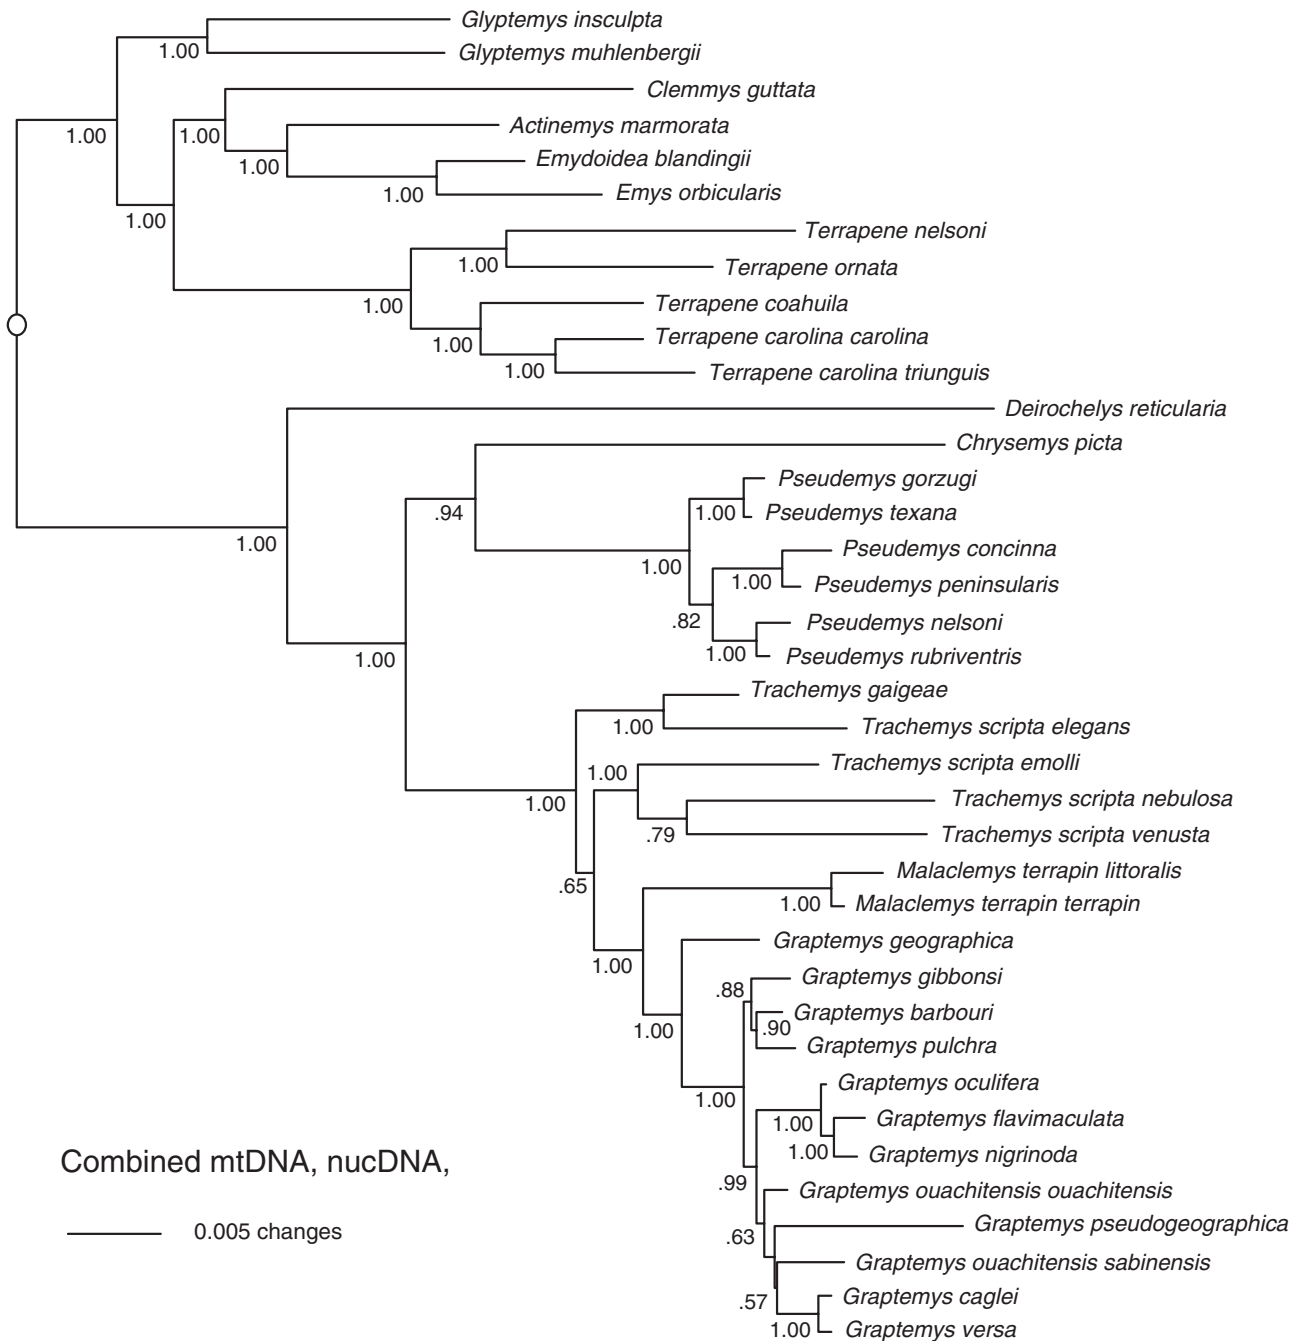 Glyptemys insculpta
1.00
Glyptemys muhlenbergii
Clemmys guttata
1.00
1.00
Actinemys marmorata
Emydoidea blandingii
1.00
1.00
Emys orbicularis
1.00
Terrapene nelsoni
1.00
Terrapene ornata
1.00
Terrapene coahuila
Terrapene carolina carolina
1.00
1.00
Terrapene carolina triunguis
Deirochelys reticularia
Chrysemys picta
Pseudemys gorzugi
.94
1.00
Pseudemys texana
1.00
Pseudemys concinna
1.00
1.00
Pseudemys peninsularis
.82
Pseudemys nelsoni
1.00
1.00
Pseudemys rubriventris
Trachemys gaigeae
1.00
Trachemys scripta elegans
Trachemys scripta emolli
1.00
Trachemys scripta nebulosa
1.00
.79
Trachemys scripta venusta
Malaclemys terrapin littoralis
.65
1.00
Malaclemys terrapin terrapin
Graptemys geographica
1.00
Graptemys gibbonsi
.88
Graptemys barbouri
1.00
.90
Graptemys pulchra
Graptemys oculifera
1.00
Graptemys flavimaculata
1.00
1.00
Graptemys nigrinoda
Combined mtDNA, nucDNA,
.99
Graptemys ouachitensis ouachitensis
Graptemys pseudogeographica
0.005 changes
.63
Graptemys ouachitensis sabinensis
.57
Graptemys caglei
1.00
Graptemys versa